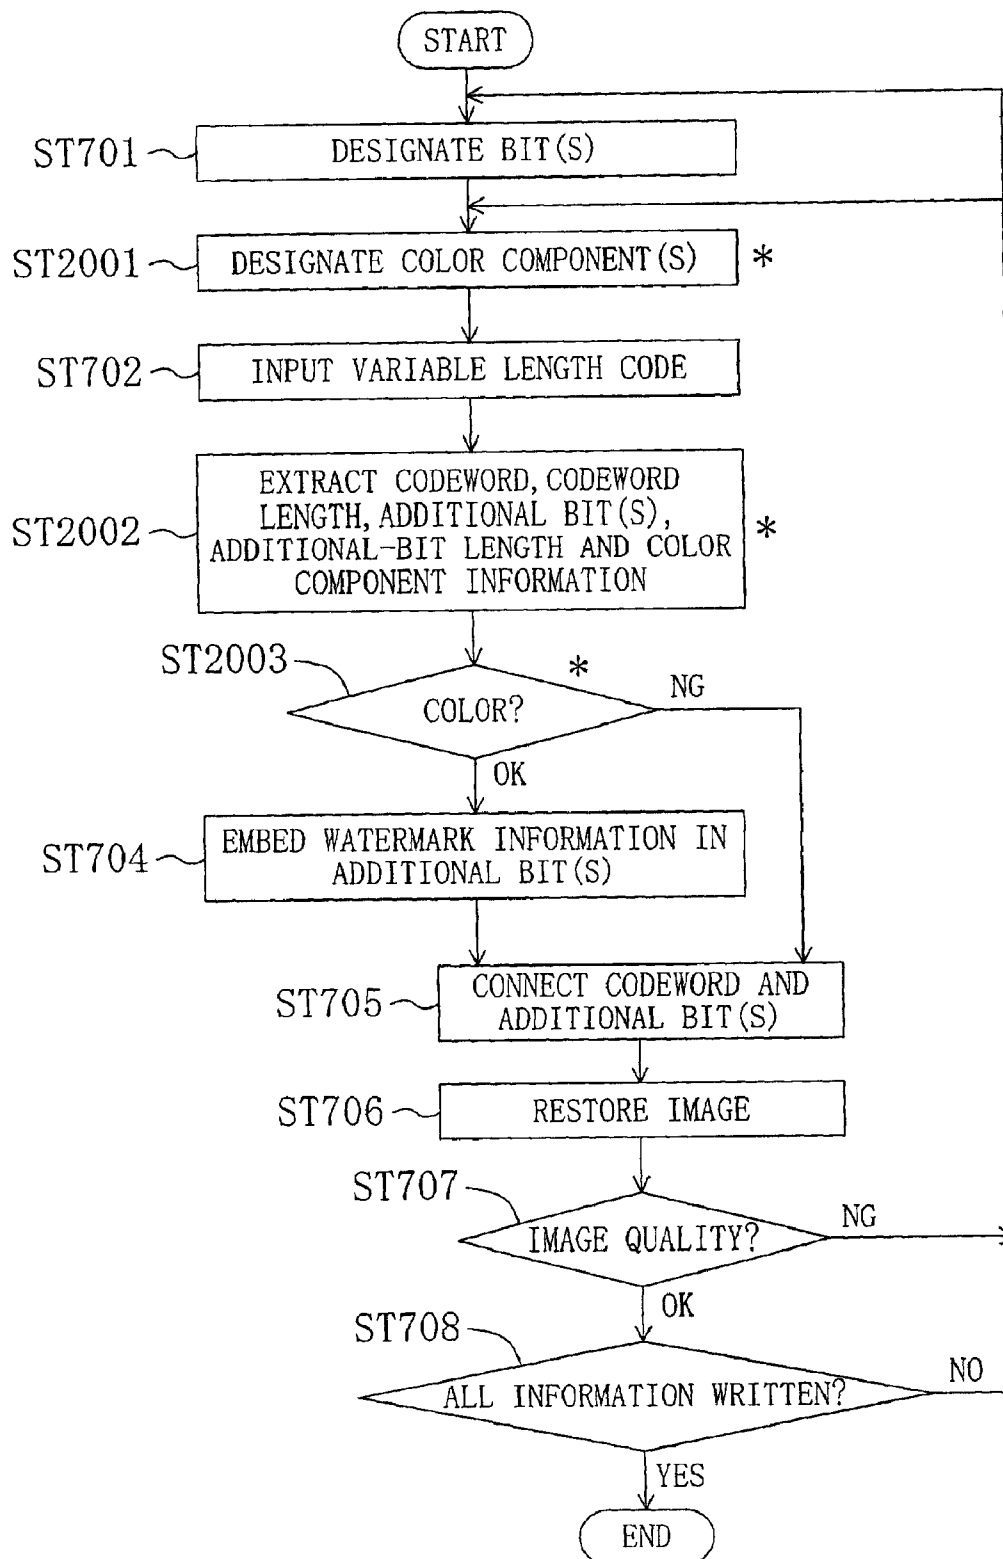 START
ST701
DESIGNATE BIT(S)
ST2001
DESIGNATE COLOR COMPONENT(S)
*
ST702
INPUT VARIABLE LENGTH CODE
ST2002
EXTRACT CODEWORD, CODEWORD
LENGTH, ADDITIONAL BIT(S),
ADDITIONAL-BIT LENGTH AND COLOR
COMPONENT INFORMATION
*
ST2003
*
COLOR?
NG
OK
ST704
EMBED WATERMARK INFORMATION IN
ADDITIONAL BIT(S)
ST705
CONNECT CODEWORD AND
ADDITIONAL BIT(S)
ST706
RESTORE IMAGE
ST707
IMAGE QUALITY?
NG
OK
ST708
ALL INFORMATION WRITTEN?
NO
YES
END